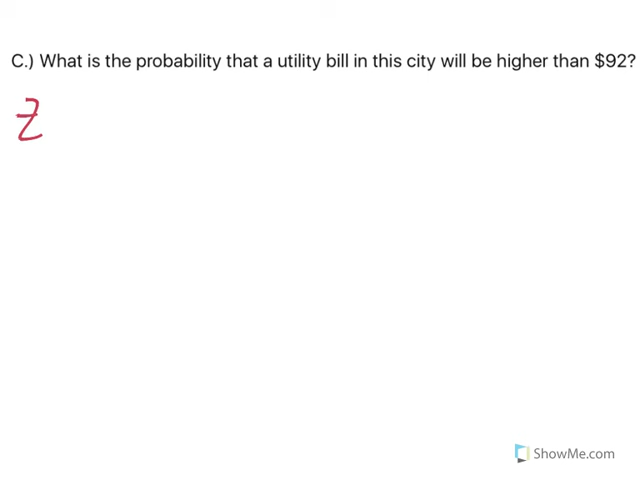 C.) What is the probability that a utility bill in this city will be higher than $92?
Z
ShowMe.com